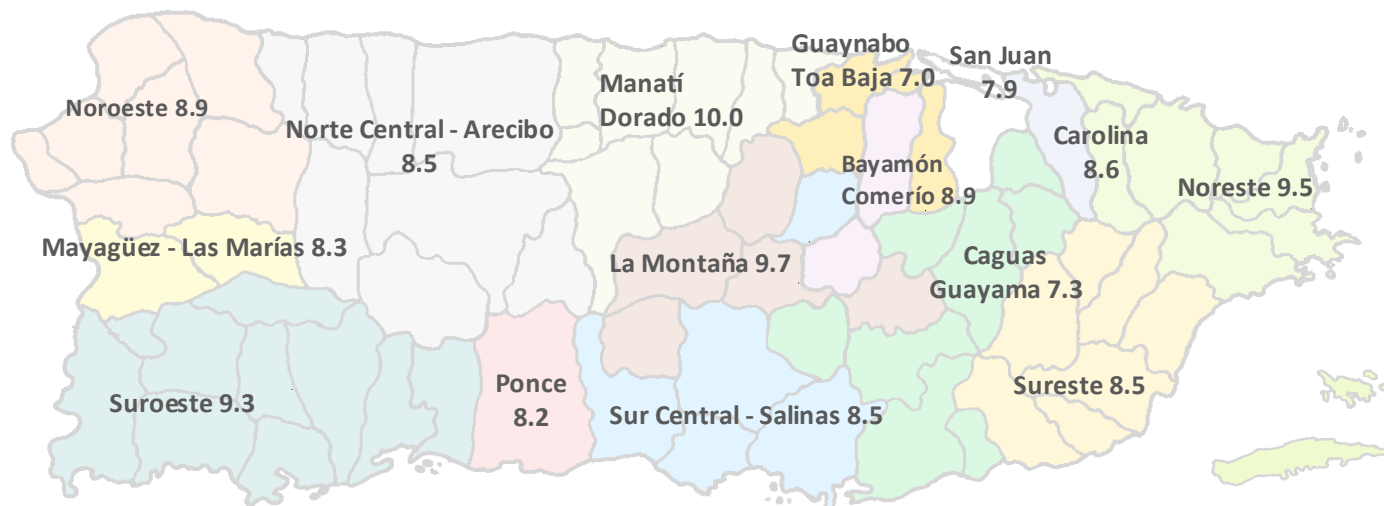 Guaynabo
Toa Baja 7.0
San Juan
7.9
Noroeste 8.9
Manatí
Dorado 10.0
Norte Central - Arecibo
8.5
Carolina
8.6
Bayamón
Comerío 8.9
Noreste 9.5
Mayagüez - Las Marías 8.3
La Montaña 9.7
Caguas
Guayama 7.3
Ponce
8.2
Suroeste 9.3
Sur Central - Salinas 8.5
Sureste 8.5